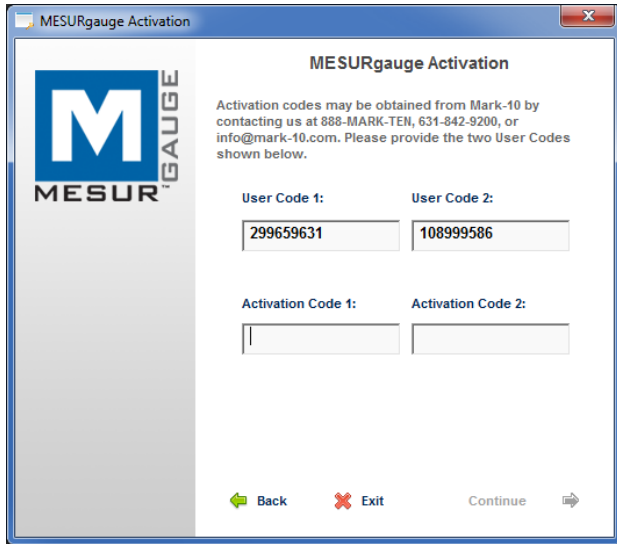 MESURgauge Activation
MESURgauge Activation
M
GAUGE
MESUR™
Activation codes may be obtained from Mark-10 by
contacting us at 888-MARK-TEN, 631-842-9200, or
info@mark-10.com. Please provide the two User Codes
shown below.
User Code 1: User Code 2:
299659631 108999586
Activation Code 1: Activation Code 2:
Back Exit Continue